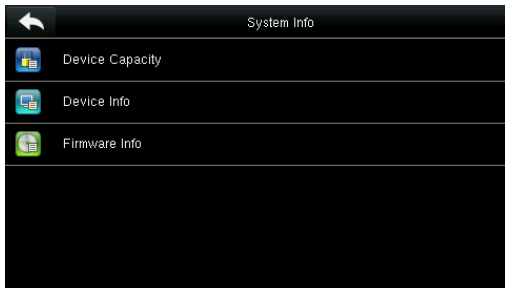 System Info
Device Capacity
Device Info
Firmware Info